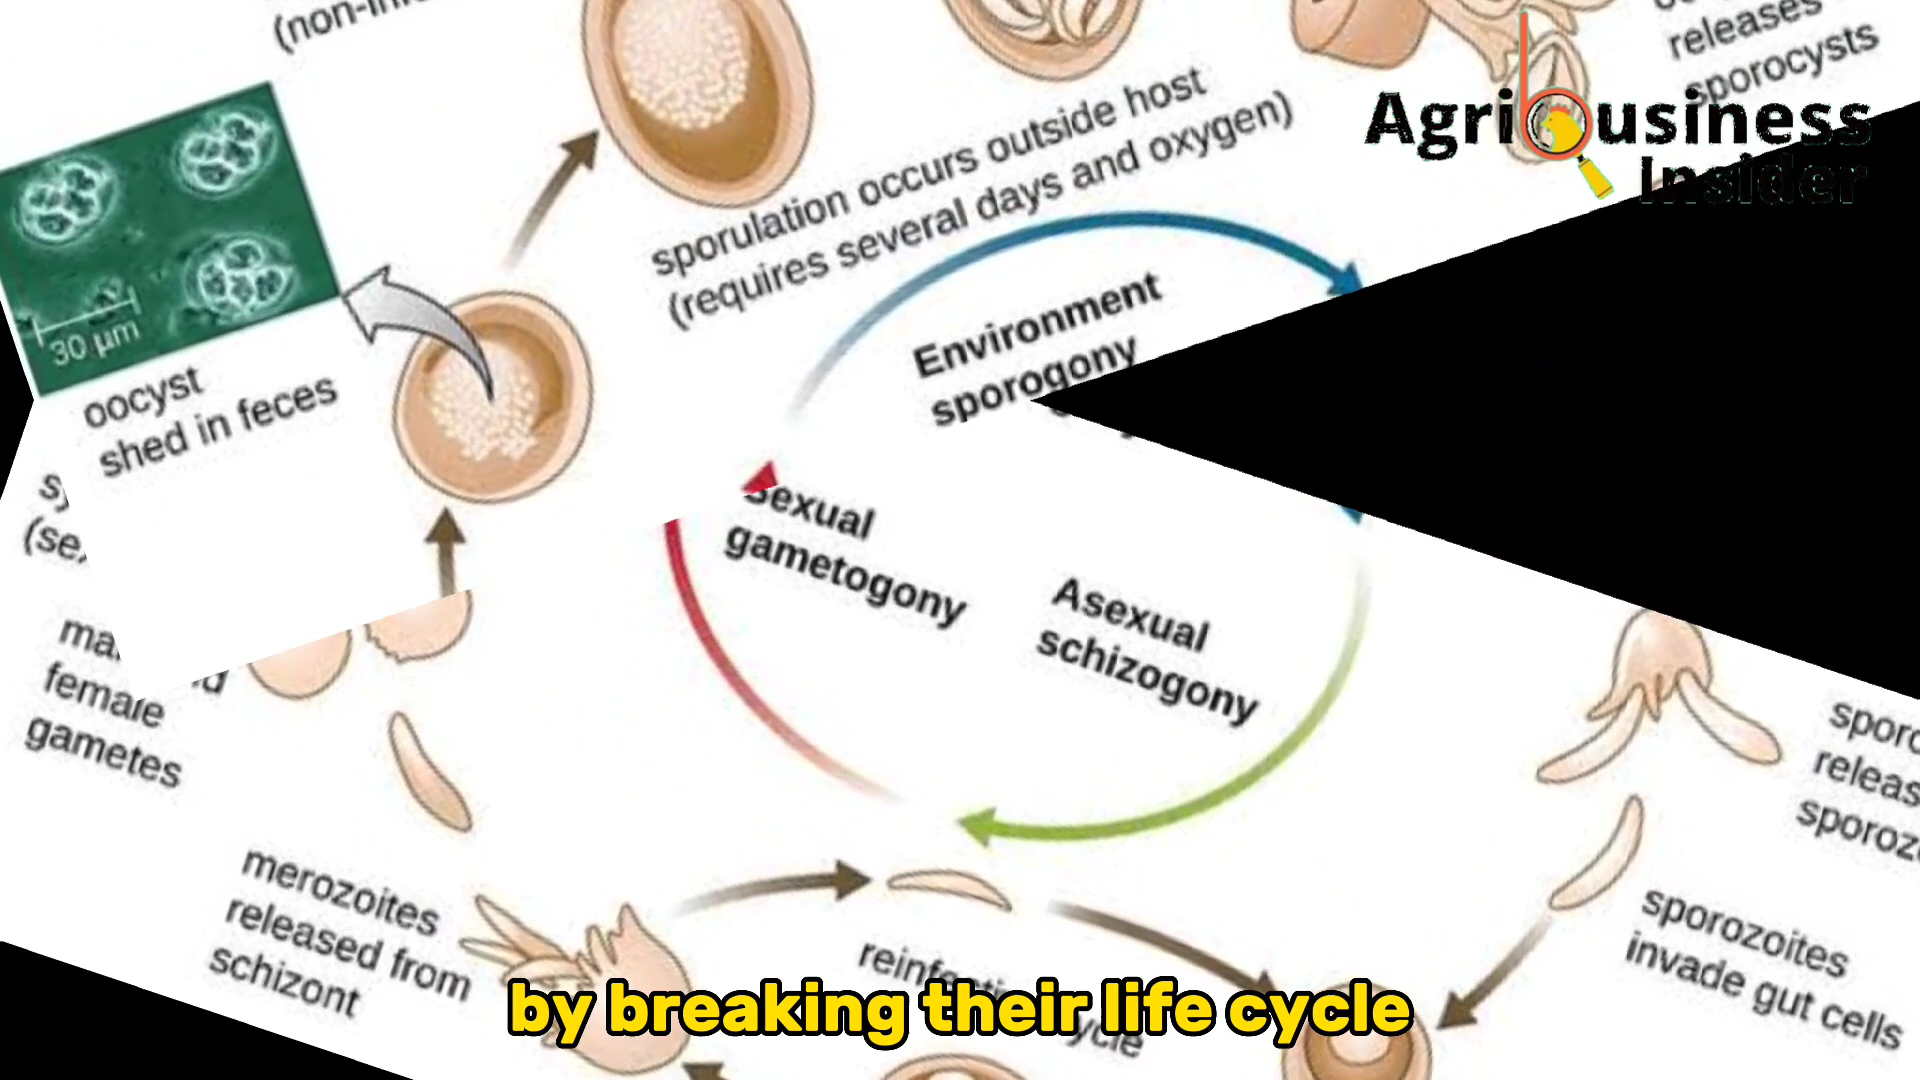 releases
sporocysts
Agribusiness
Insider
sporulation occurs outside host
(requires several days and oxygen)
30 µm
oocyst
shed in feces
Environment
sporogony
Sexual
gametogony
Asexual
schizogony
female
gametes
merozoites
released from
schizont
sporozoites
invade gut cells
by breaking their life cycle